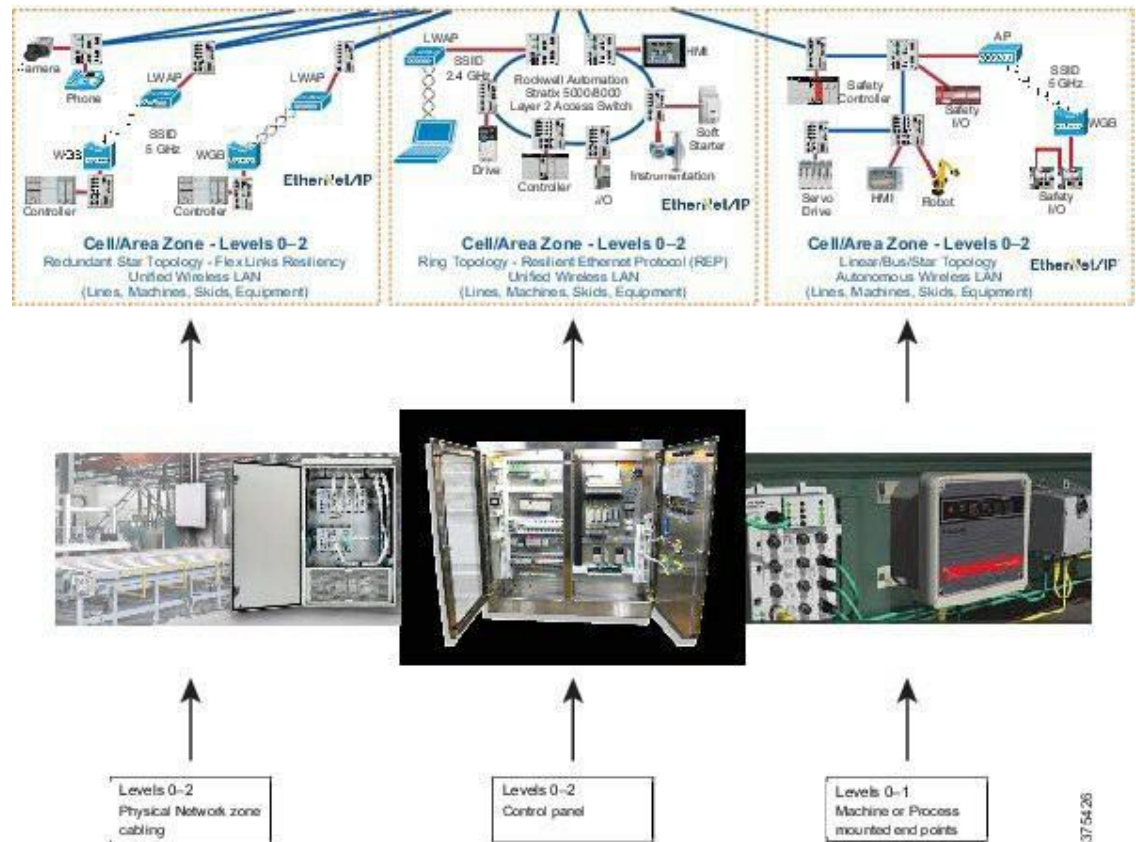 Camera
Phone
LWAP
LWAP
SSID
5 GHz
WGB
WGB
Controller
Controller
EtherNet/IP
Cell/Area Zone - Levels 0–2
Redundant Star Topology - Flex Links Resiliency
Unified Wireless LAN
(Lines, Machines, Skids, Equipment)
LWAP
SSID
2.4 GHz
HMI
Rockwell Automation
Stratix 5000/8000
Layer 2 Access Switch
Soft
Starter
Drive
Controller
I/O
Instrumentation
EtherNet/IP
Cell/Area Zone - Levels 0–2
Ring Topology - Resilient Ethernet Protocol (REP)
Unified Wireless LAN
(Lines, Machines, Skids, Equipment)
AP
SSID
5 GHz
Safety
Controller
Safety
I/O
WGB
Servo
Drive
HMI
Robot
Safety
I/O
Cell/Area Zone - Levels 0–2
Linear/Bus/Star Topology
Autonomous Wireless LAN
(Lines, Machines, Skids, Equipment)
EtherNet/IP
Levels 0–2
Physical Network zone
cabling
Levels 0–2
Control panel
Levels 0–1
Machine or Process
mounted end points
375426